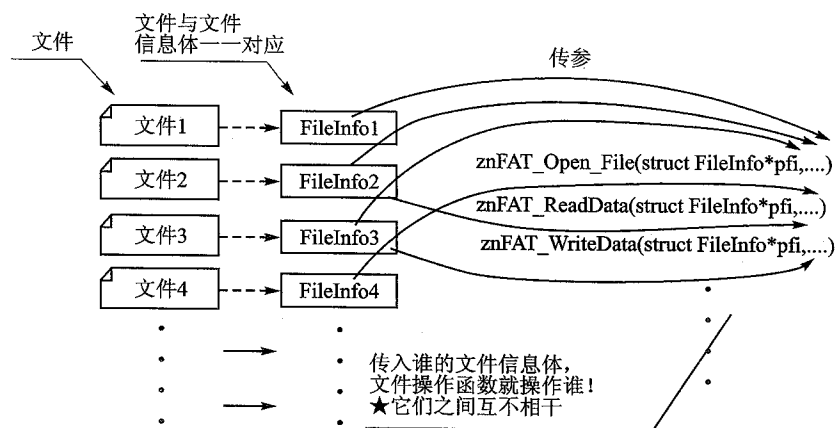 文件
文件与文件
信息体一一对应
传参
文件1
FileInfo1
文件2
FileInfo2
文件3
FileInfo3
文件4
FileInfo4
znFAT_Open_File(struct FileInfo*pfi,....)
znFAT_ReadData(struct FileInfo*pfi,....)
znFAT_WriteData(struct FileInfo*pfi,....)
传入谁的文件信息体，
文件操作函数就操作谁！
★它们之间互不相干